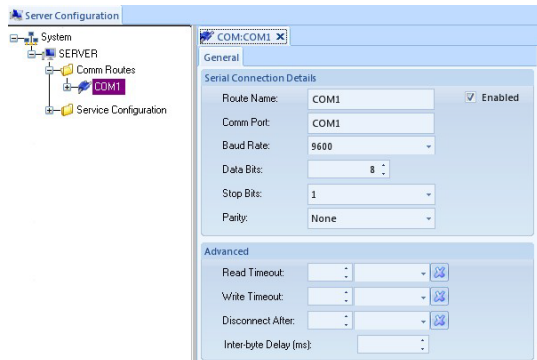 Server Configuration
System
SERVER
Comm Routes
COM1
Service Configuration
COM:COM1
General
Serial Connection Details
Route Name: COM1
Enabled
Comm Port: COM1
Baud Rate: 9600
Data Bits: 8
Stop Bits: 1
Parity: None
Advanced
Read Timeout:
Write Timeout:
Disconnect After:
Inter-byte Delay (ms):